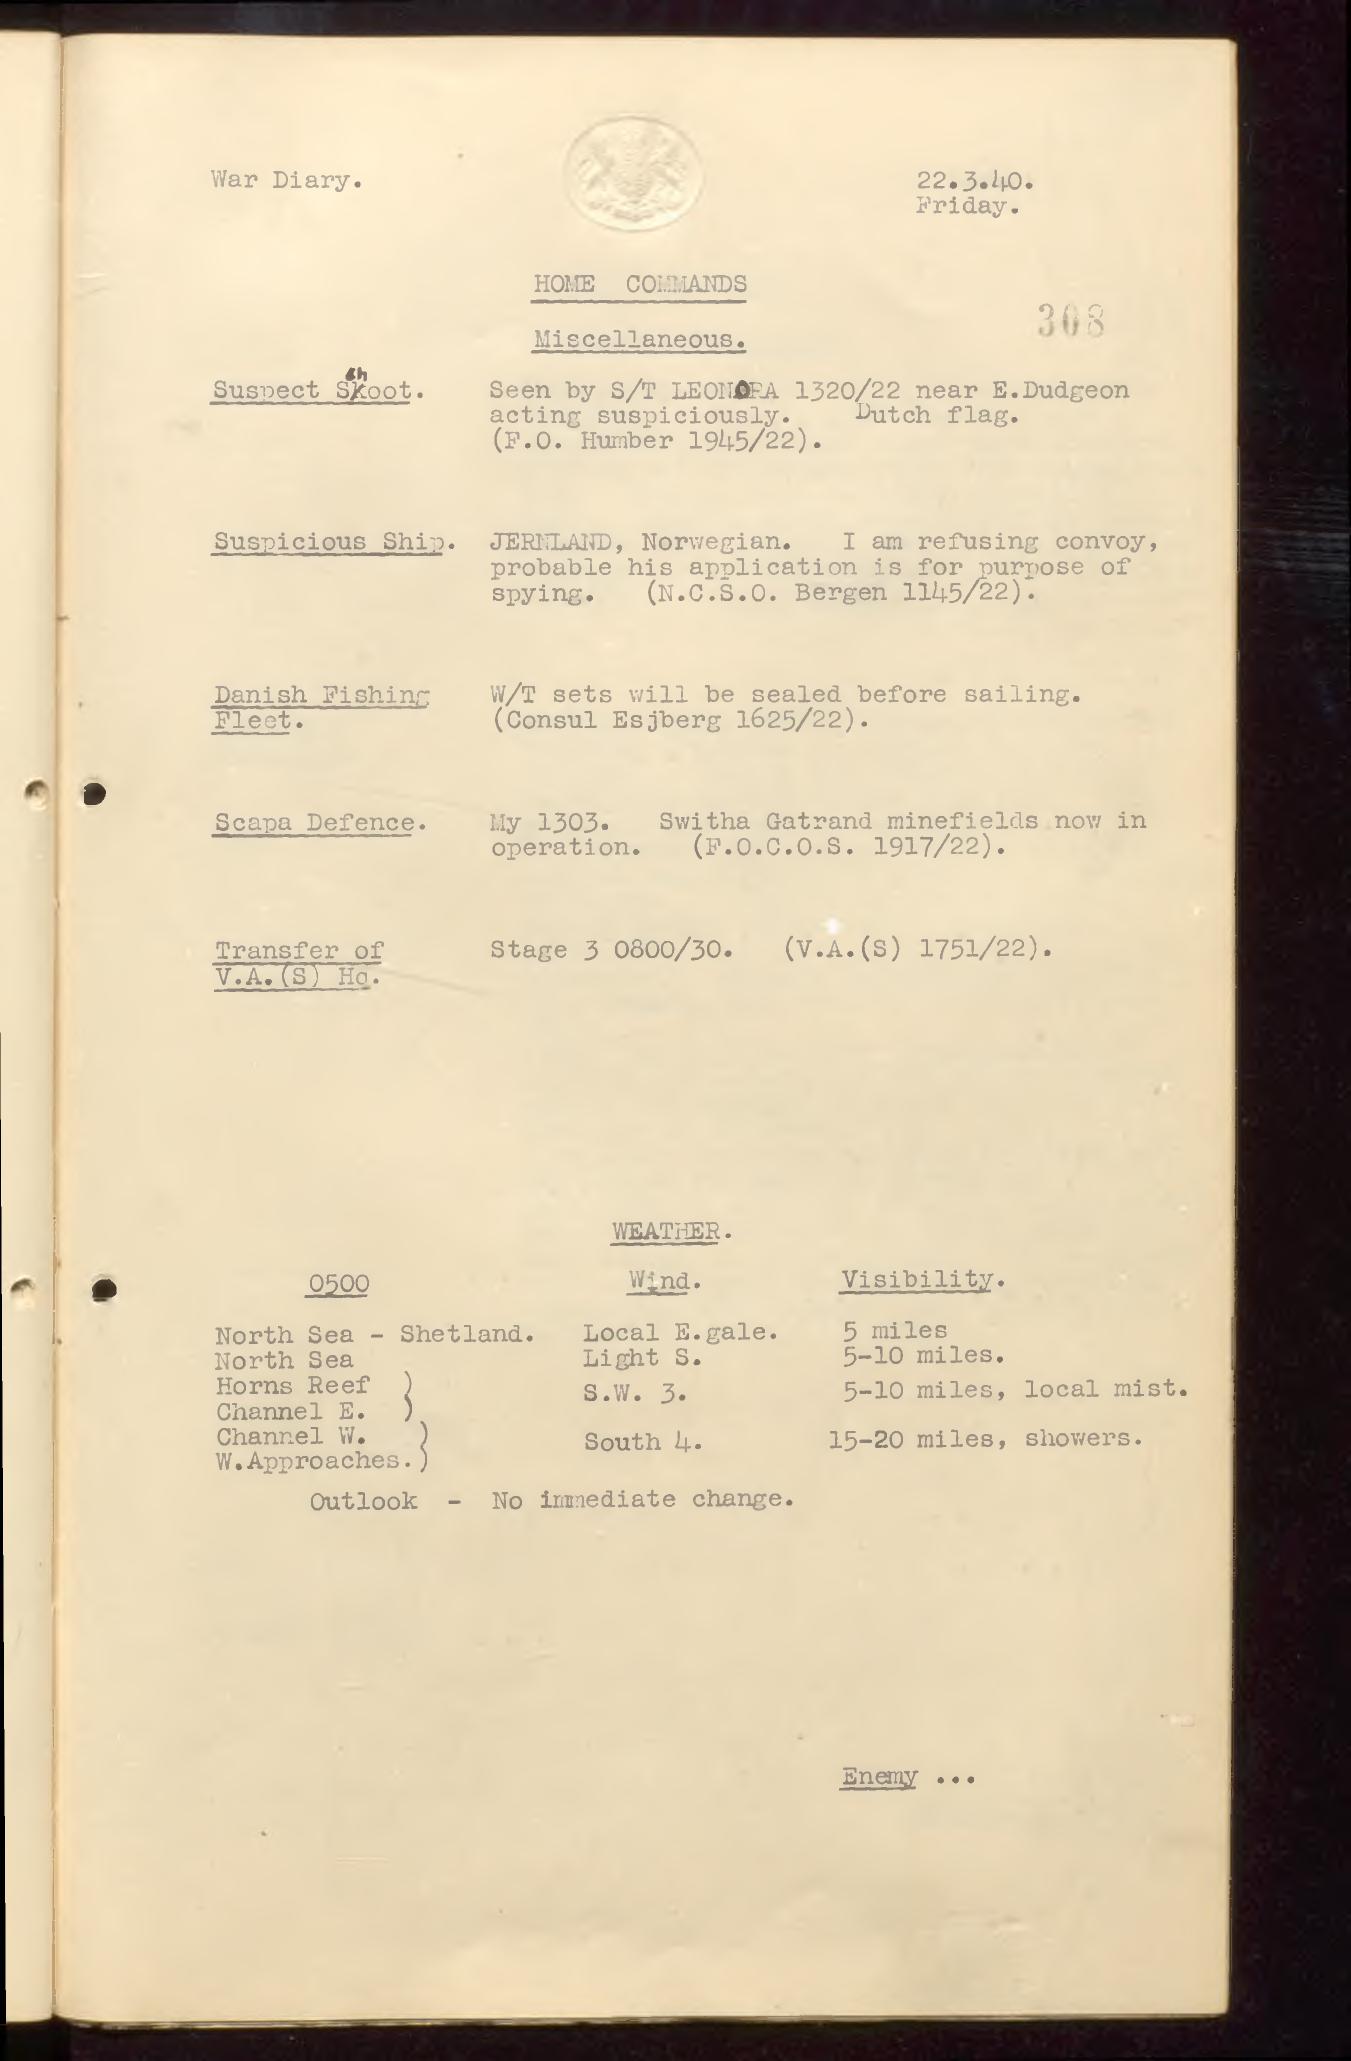 War Diary. 22.3.40.
Friday.
HOME COMMANDS
308
Miscellaneous.
Suspect Schoot. Seen by S/T LEONORA 1320/22 near E.Dudgeon
acting suspiciously. Dutch flag.
(F.O. Humber 1945/22).
Suspicious Ship. JERNLAND, Norwegian. I am refusing convoy,
probable his application is for purpose of
spying. (N.C.S.O. Bergen 1145/22).
Danish Fishing W/T sets will be sealed before sailing.
Fleet. (Consul Esjberg 1625/22).
Scapa Defence. My 1303. Switha Gatrand minefields now in
operation. (F.O.C.O.S. 1917/22).
Transfer of Stage 3 0800/30. (V.A.(S) 1751/22).
V.A.(S) Hq.
WEATHER.
0500 Wind. Visibility.
North Sea - Shetland. Local E.gale. 5 miles
North Sea Light S. 5-10 miles.
Horns Reef )
S.W. 3. 5-10 miles, local mist.
Channel E. )
Channel W. )
South 4. 15-20 miles, showers.
W.Approaches.)
Outlook - No immediate change.
Enemy ...